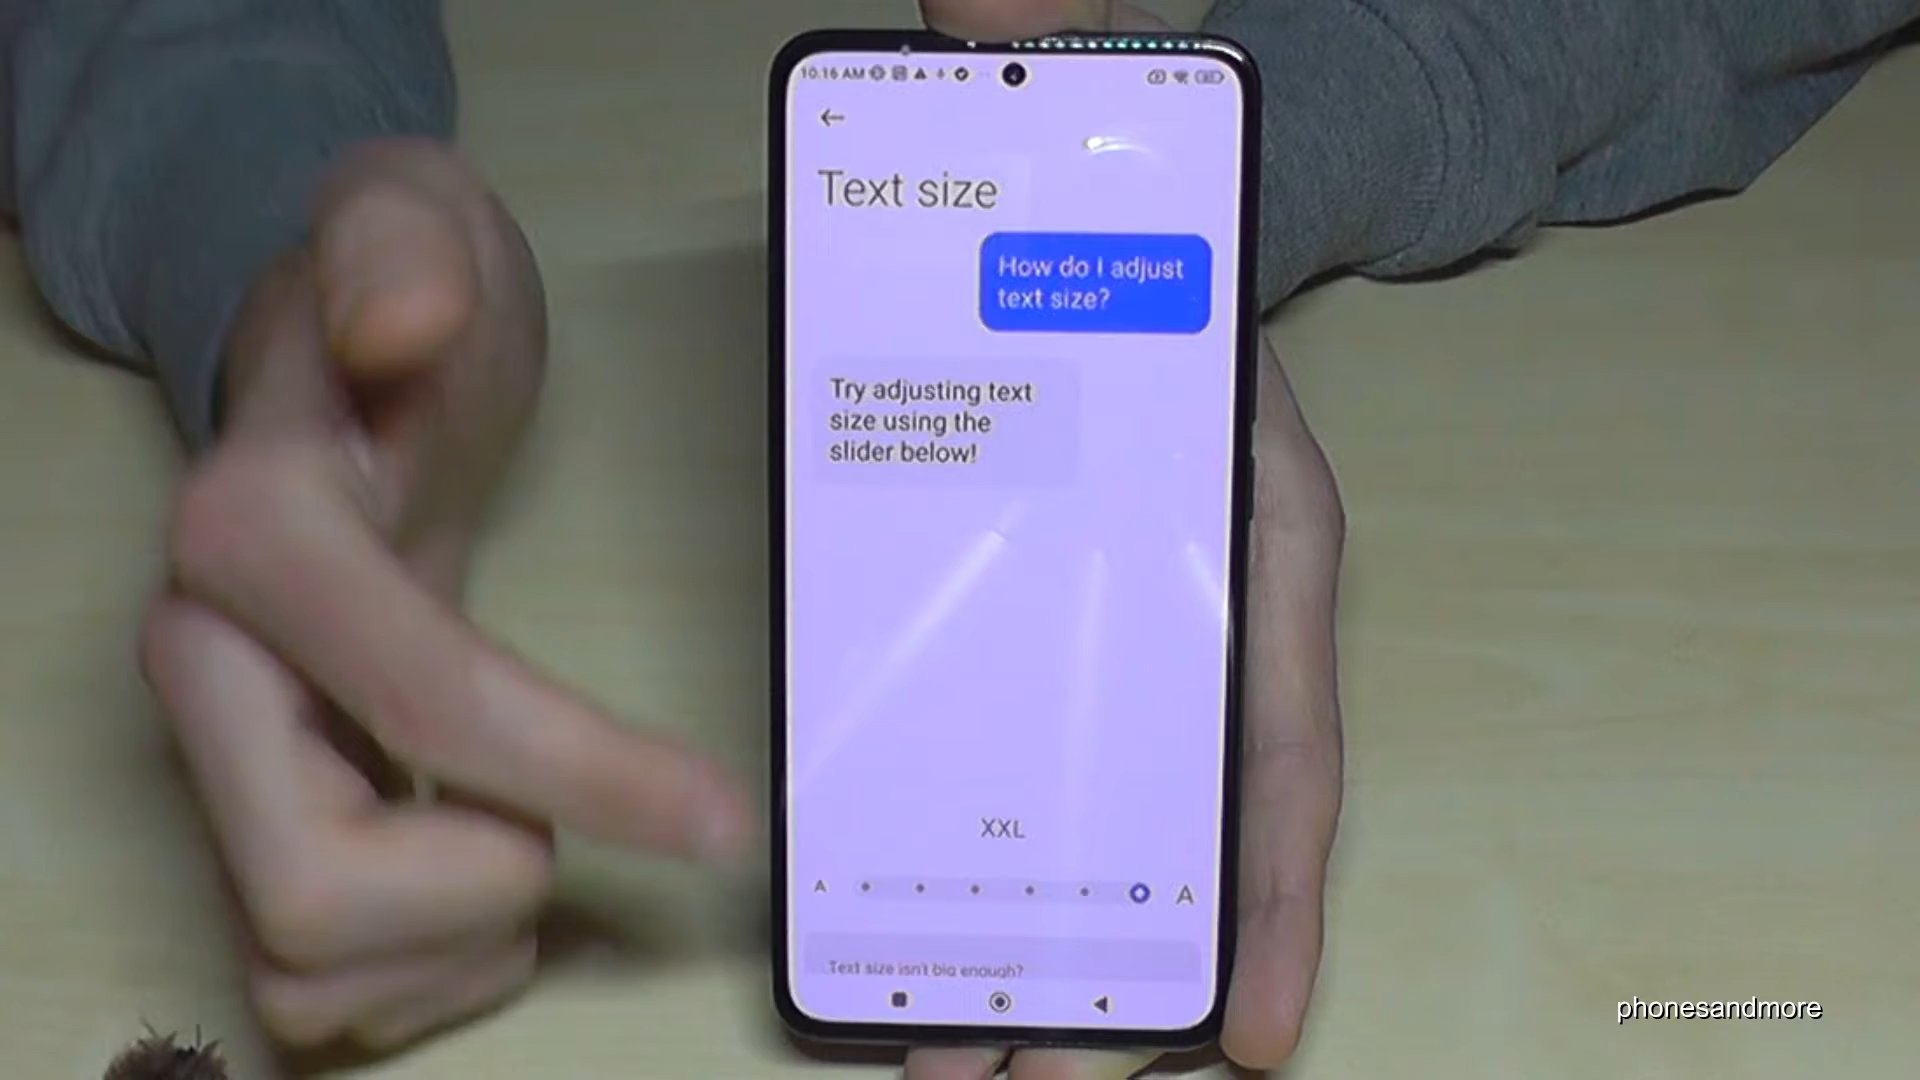 10:16 AM
Text size
How do I adjust
text size?
Try adjusting text
size using the
slider below!
XXL
A A
Text size isn't big enough?
phonesandmore